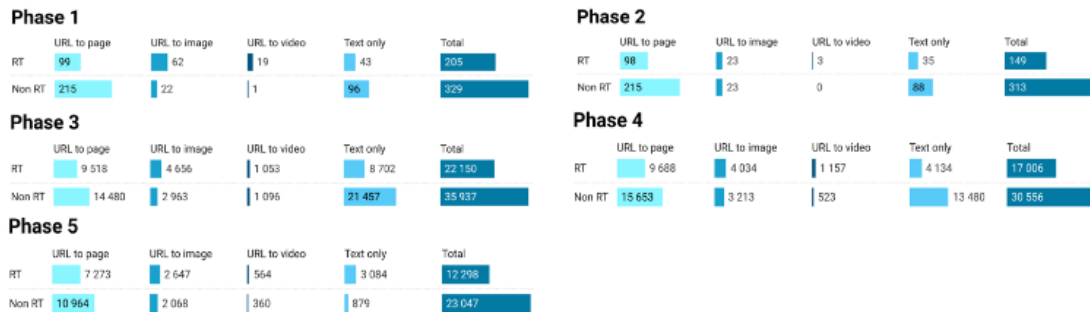 Phase 1
URL to page URL to image URL to video Text only Total
RT 99 62 19 43 205
Non RT 215 22 1 96 329
Phase 2
URL to page URL to image URL to video Text only Total
RT 98 23 3 35 149
Non RT 215 23 0 88 313
Phase 3
URL to page URL to image URL to video Text only Total
RT 9 518 4 656 1 053 8 702 22 150
Non RT 14 480 2 963 1 096 21 457 35 937
Phase 4
URL to page URL to image URL to video Text only Total
RT 9 688 4 034 1 157 4 134 17 006
Non RT 15 653 3 213 523 13 480 30 556
Phase 5
URL to page URL to image URL to video Text only Total
RT 7 273 2 647 564 3 084 12 298
Non RT 10 964 2 068 360 879 23 047